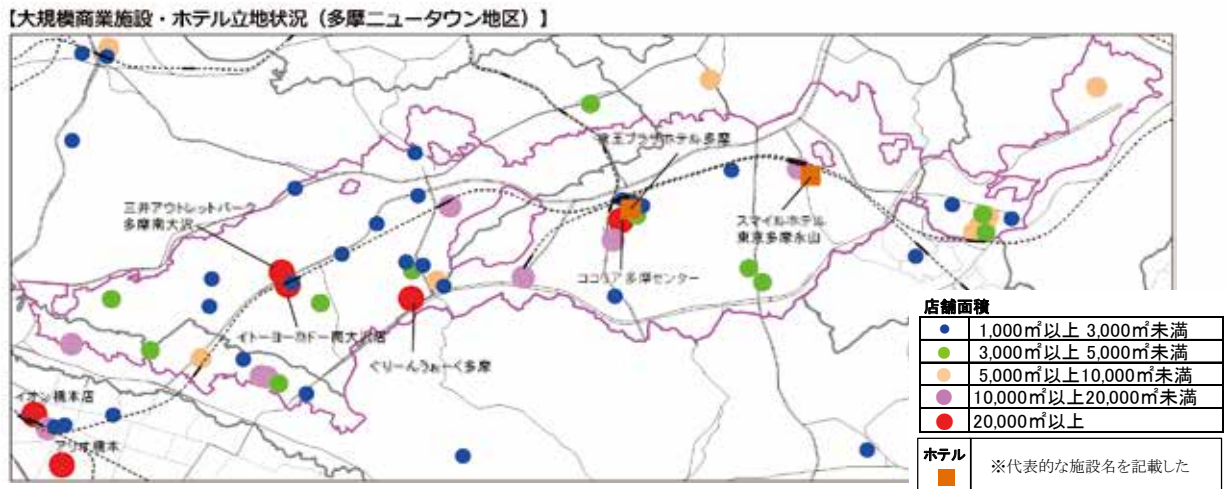 【大規模商業施設・ホテル立地状況（多摩ニュータウン地区）】
京王プラザホテル多摩
三井アウトレットパーク
多摩南大沢
スマイルホテル
東京多摩永山
ココリア多摩センター
イトーヨーカドー南大沢店
ぐりーんうぉーく多摩
イオン橋本店
アリオ橋本
店舗面積
1,000㎡以上 3,000㎡未満
3,000㎡以上 5,000㎡未満
5,000㎡以上10,000㎡未満
10,000㎡以上20,000㎡未満
20,000㎡以上
ホテル
※代表的な施設名を記載した